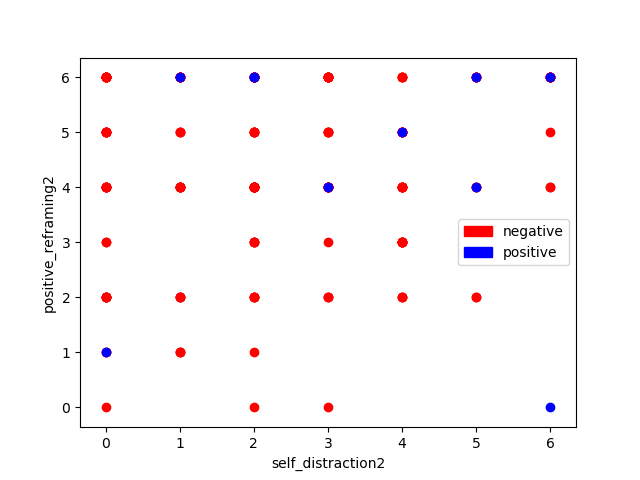 6
5
4
3
2
1
0
positive_reframing2
negative
positive
0 1 2 3 4 5 6
self_distraction2